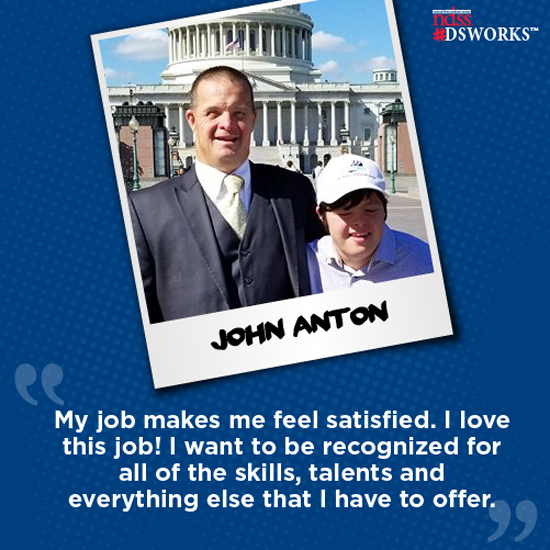 ndss
#DSWORKS™
JOHN ANTON
“
My job makes me feel satisfied. I love
this job! I want to be recognized for
all of the skills, talents and
everything else that I have to offer.
”